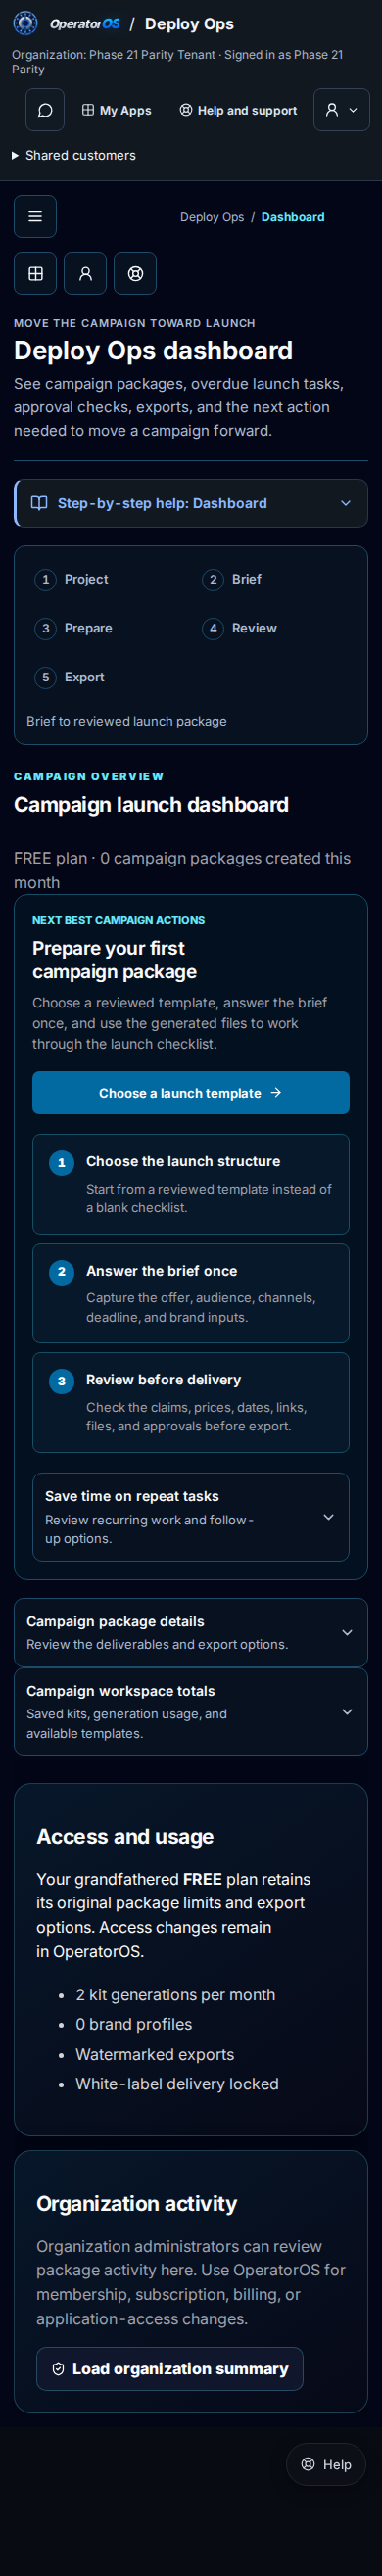 OperatorOS / Deploy Ops
Organization: Phase 21 Parity Tenant · Signed in as Phase 21
Parity
My Apps
Help and support
Shared customers
Deploy Ops / Dashboard
MOVE THE CAMPAIGN TOWARD LAUNCH
Deploy Ops dashboard
See campaign packages, overdue launch tasks,
approval checks, exports, and the next action
needed to move a campaign forward.
Step-by-step help: Dashboard
1 Project
2 Brief
3 Prepare
4 Review
5 Export
Brief to reviewed launch package
CAMPAIGN OVERVIEW
Campaign launch dashboard
FREE plan · 0 campaign packages created this
month
NEXT BEST CAMPAIGN ACTIONS
Prepare your first
campaign package
Choose a reviewed template, answer the brief
once, and use the generated files to work
through the launch checklist.
Choose a launch template
1 Choose the launch structure
Start from a reviewed template instead of
a blank checklist.
2 Answer the brief once
Capture the offer, audience, channels,
deadline, and brand inputs.
3 Review before delivery
Check the claims, prices, dates, links,
files, and approvals before export.
Save time on repeat tasks
Review recurring work and follow-
up options.
Campaign package details
Review the deliverables and export options.
Campaign workspace totals
Saved kits, generation usage, and
available templates.
Access and usage
Your grandfathered FREE plan retains
its original package limits and export
options. Access changes remain
in OperatorOS.
• 2 kit generations per month
• 0 brand profiles
• Watermarked exports
• White-label delivery locked
Organization activity
Organization administrators can review
package activity here. Use OperatorOS for
membership, subscription, billing, or
application-access changes.
Load organization summary
Help